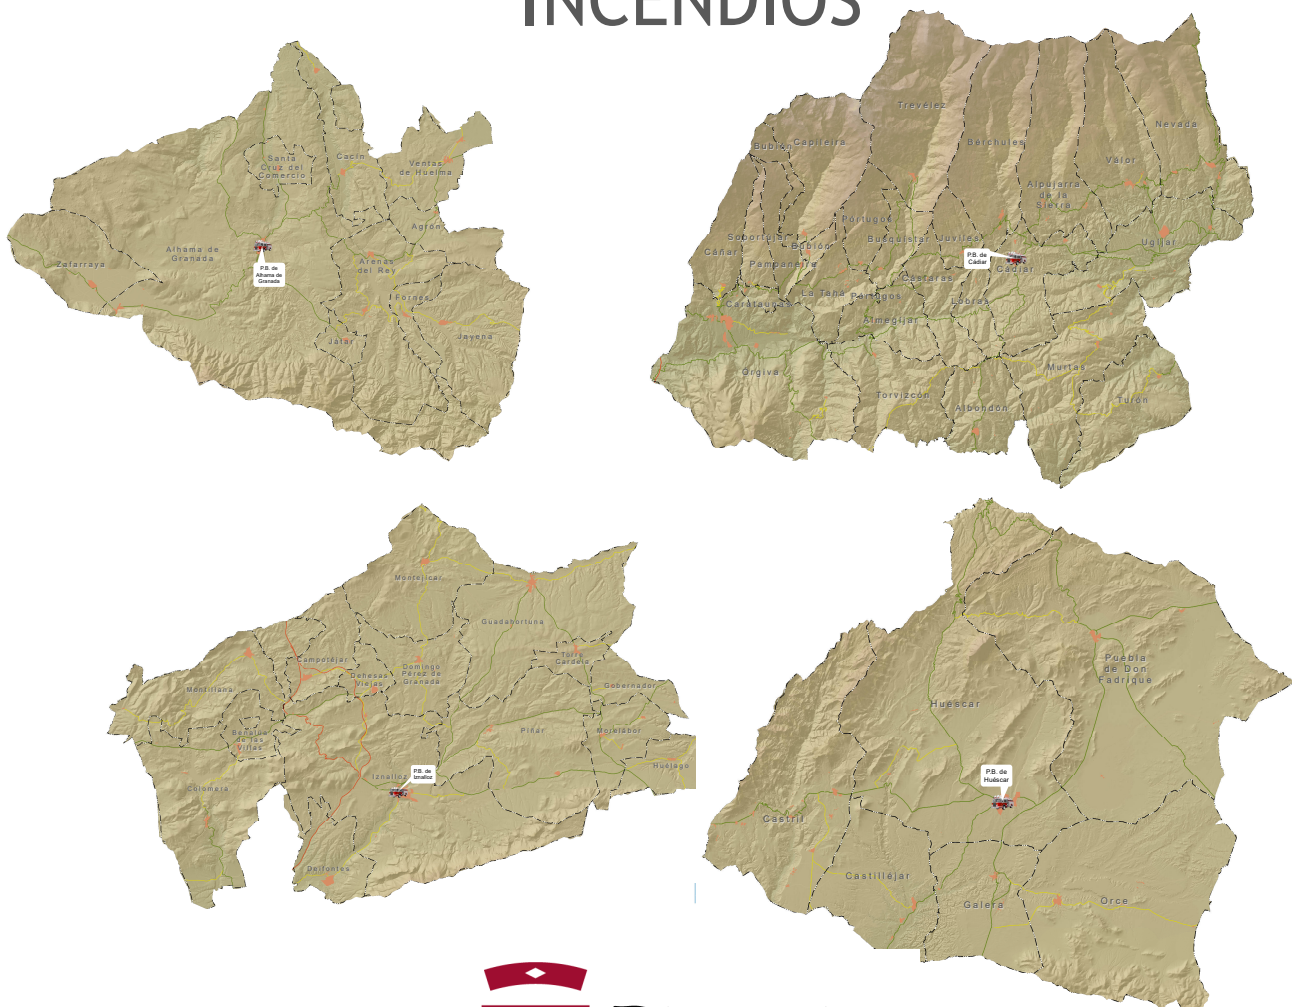 INCENDIOS
Santa
Cruz del
Comercio
Cacín
Ventas
de Huelma
Agrón
Alhama de
Granada
Zafarraya
P.B. de
Alhama de
Granada
Arenas
del Rey
Fornes
Játar
Jayena
Trevélez
Nevada
Bubión
Capileira
Bérchules
Válor
Alpujarra
de la
Sierra
Pórtugos
Soportújar
Bubión
Busquístar
Juviles
Ugíjar
Cáñar
Pampaneira
P.B. de
Cádiar
Cádiar
Cástaras
La Taha
Pórtugos
Carataunas
Lobras
Almegíjar
Órgiva
Murtas
Torvizcón
Albondón
Turón
Montejícar
Guadahortuna
Campotéjar
Domingo
Pérez de
Granada
Torre
Cardela
Dehesas
Viejas
Gobernador
Montillana
Benalúa
de las
Villas
Píñar
Morelábor
Huélago
Iznalloz
P.B. de
Iznalloz
Colomera
Deifontes
Puebla
de Don
Fadrique
Huéscar
P.B. de
Huéscar
Castril
Castilléjar
Galera
Orce